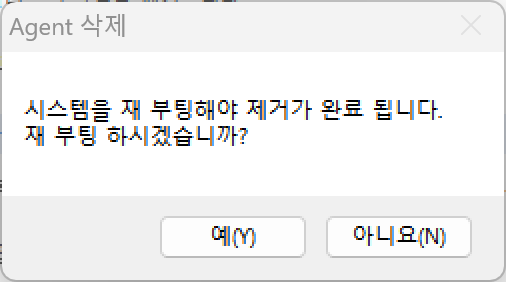 Agent 삭제
시스템을 재 부팅해야 제거가 완료 됩니다.
재 부팅 하시겠습니까?
예(Y)
아니요(N)